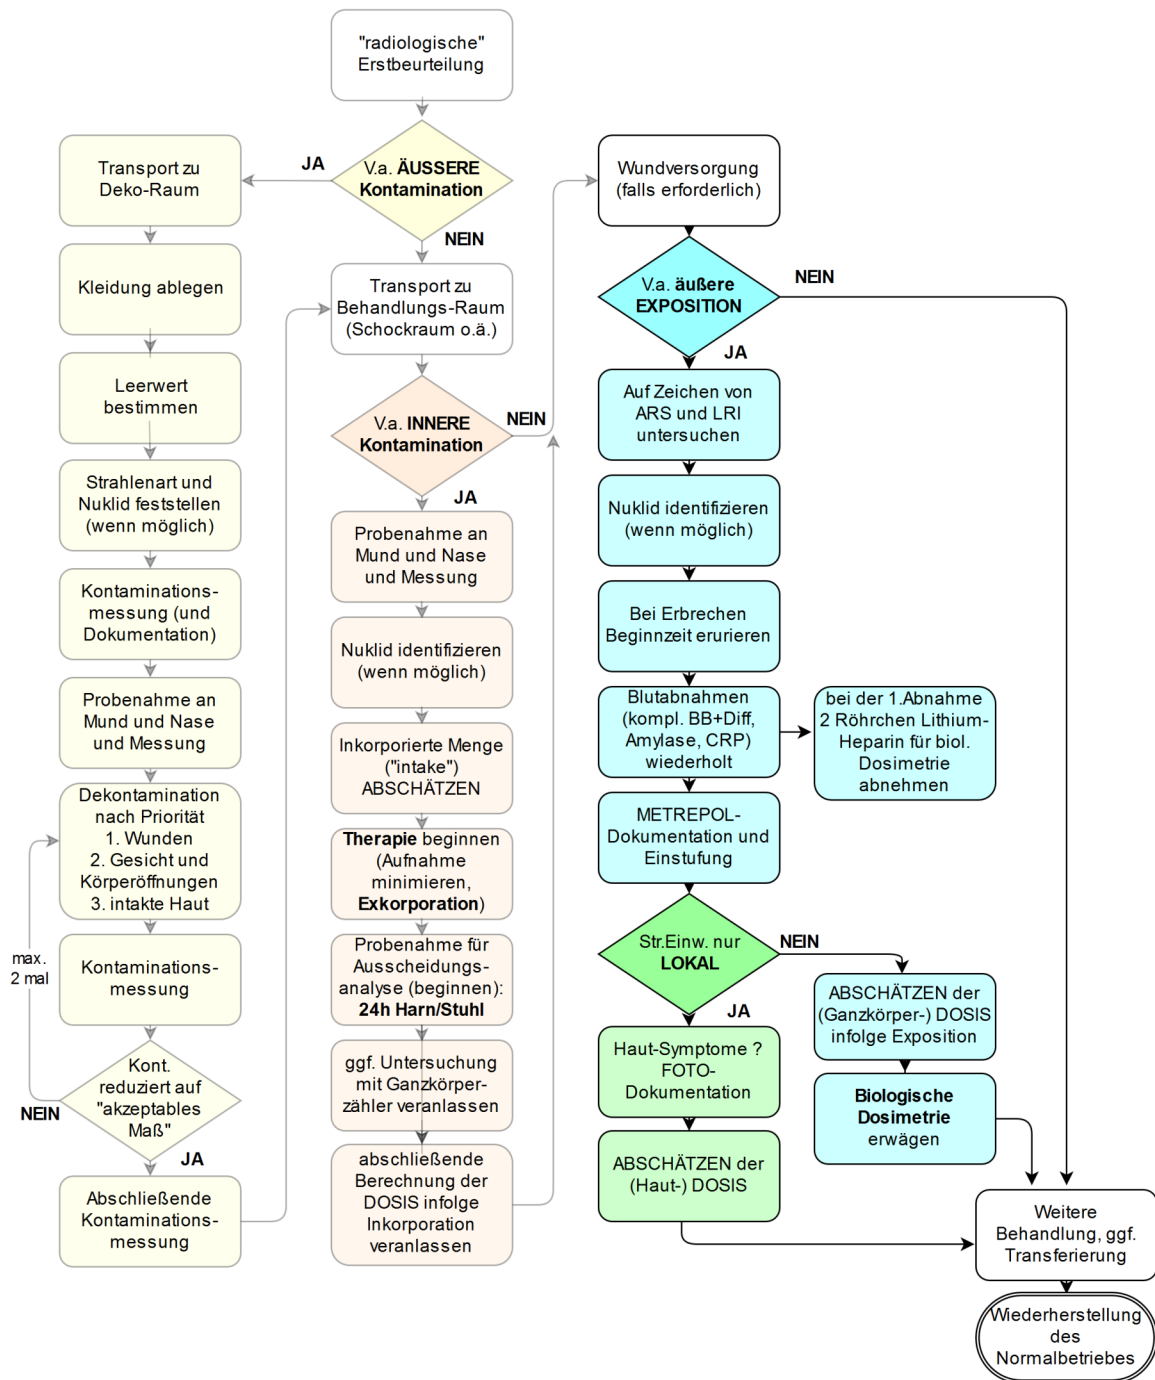 "radiologische"
Erstbeurteilung
V.a. ÄUSSERE
Kontamination
JA
NEIN
Transport zu
Deko-Raum
Kleidung ablegen
Leerwert
bestimmen
Strahlenart und
Nuklid feststellen
(wenn möglich)
Kontaminations-
messung (und
Dokumentation)
Probenahme an
Mund und Nase
und Messung
Dekontamination
nach Priorität
1. Wunden
2. Gesicht und
Körperöffnungen
3. intakte Haut
max.
2 mal
Kontaminations-
messung
Kont.
reduziert auf
"akzeptables
Maß"
NEIN
JA
Abschließende
Kontaminations-
messung
Transport zu
Behandlungs-Raum
(Schockraum o.ä.)
V.a. INNERE
Kontamination
NEIN
JA
Probenahme an
Mund und Nase
und Messung
Nuklid identifizieren
(wenn möglich)
Inkorporierte Menge
("intake")
ABSCHÄTZEN
Therapie beginnen
(Aufnahme
minimieren,
Exkorporation)
Probenahme für
Ausscheidungs-
analyse (beginnen):
24h Harn/Stuhl
ggf. Untersuchung
mit Ganzkörper-
zähler veranlassen
abschließende
Berechnung der
DOSIS infolge
Inkorporation
veranlassen
Wundversorgung
(falls erforderlich)
V.a. äußere
EXPOSITION
NEIN
JA
Auf Zeichen von
ARS und LRI
untersuchen
Nuklid identifizieren
(wenn möglich)
Bei Erbrechen
Beginnzeit erurieren
Blutabnahmen
(kompl. BB+Diff,
Amylase, CRP)
wiederholt
bei der 1.Abnahme
2 Röhrchen Lithium-
Heparin für biol.
Dosimetrie
abnehmen
METREPOL-
Dokumentation und
Einstufung
Str.Einw. nur
LOKAL
NEIN
JA
Haut-Symptome ?
FOTO-
Dokumentation
ABSCHÄTZEN der
(Haut-) DOSIS
ABSCHÄTZEN der
(Ganzkörper-) DOSIS
infolge Exposition
Biologische
Dosimetrie
erwägen
Weitere
Behandlung, ggf.
Transferierung
Wiederherstellung
des
Normalbetriebes